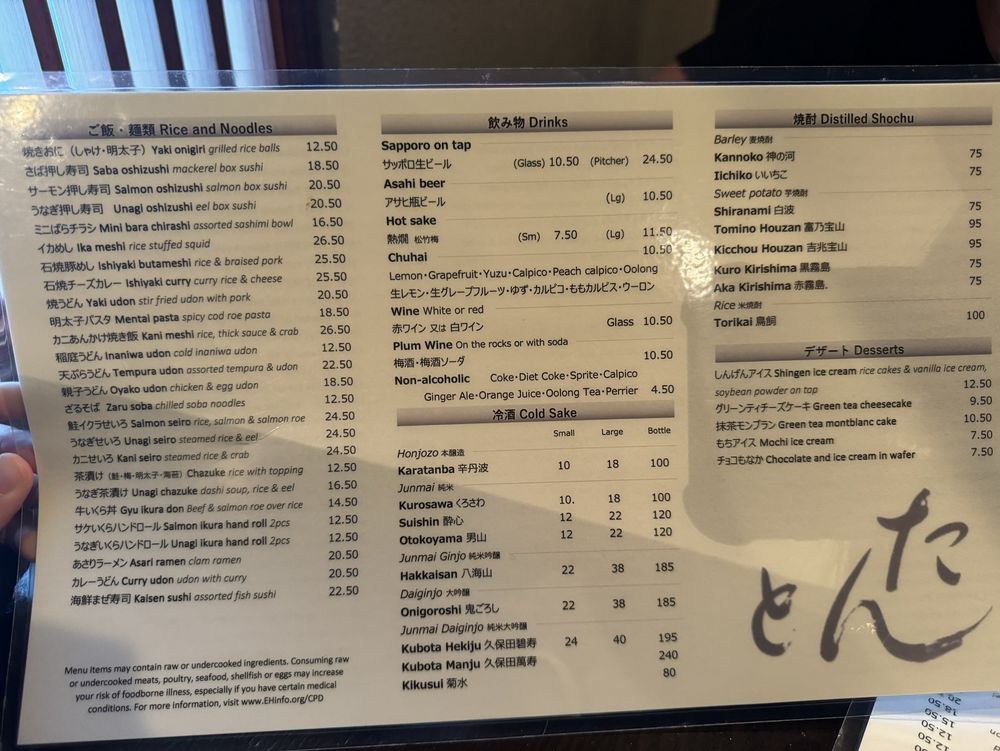 ご飯・麺類 Rice and Noodles
焼きおに（しゃけ・明太子）Yaki onigiri grilled rice balls 12.50
さば押し寿司 Saba oshizushi mackerel box sushi 18.50
サーモン押し寿司 Salmon oshizushi salmon box sushi 20.50
うなぎ押し寿司 Unagi oshizushi eel box sushi 20.50
ミニばらチラシ Mini bara chirashi assorted sashimi bowl 16.50
イカめし Ika meshi rice stuffed squid 26.50
石焼豚めし Ishiyaki butameshi rice & braised pork 25.50
石焼チーズカレー Ishiyaki curry curry rice & cheese 25.50
焼うどん Yaki udon stir fried udon with pork 20.50
明太子パスタ Mentai pasta spicy cod roe pasta 18.50
カニあんかけ焼き飯 Kani meshi rice, thick sauce & crab 26.50
稲庭うどん Inaniwa udon cold inaniwa udon 12.50
天ぷらうどん Tempura udon assorted tempura & udon 22.50
親子うどん Oyako udon chicken & egg udon 18.50
ざるそば Zaru soba chilled soba noodles 12.50
鮭イクラせいろ Salmon seiro rice, salmon & salmon roe 24.50
うなぎせいろ Unagi seiro steamed rice & eel 24.50
カニせいろ Kani seiro steamed rice & crab 24.50
茶漬け（鮭・梅・明太子・海苔）Chazuke rice with topping 12.50
うなぎ茶漬け Unagi chazuke dashi soup, rice & eel 16.50
牛いくら丼 Gyu ikura don Beef & salmon roe over rice 14.50
サケいくらハンドロール Salmon ikura hand roll 2pcs 12.50
うなぎいくらハンドロール Unagi ikura hand roll 2pcs 12.50
あさりラーメン Asari ramen clam ramen 20.50
カレーうどん Curry udon udon with curry 20.50
海鮮まぜ寿司 Kaisen sushi assorted fish sushi 22.50
Menu Items may contain raw or undercooked ingredients. Consuming raw
or undercooked meats, poultry, seafood, shellfish or eggs may increase
your risk of foodborne illness, especially if you have certain medical
conditions. For more information, visit www.EHinfo.org/CPD
飲み物 Drinks
Sapporo on tap
サッポロ生ビール (Glass) 10.50 (Pitcher) 24.50
Asahi beer
アサヒ瓶ビール (Lg) 10.50
Hot sake
熱燗 松竹梅 (Sm) 7.50 (Lg) 11.50
Chuhai 10.50
Lemon・Grapefruit・Yuzu・Calpico・Peach calpico・Oolong
生レモン・生グレープフルーツ・ゆず・カルピコ・ももカルピス・ウーロン
Wine White or red
赤ワイン 又は 白ワイン Glass 10.50
Plum Wine On the rocks or with soda
梅酒・梅酒ソーダ 10.50
Non-alcoholic Coke・Diet Coke・Sprite・Calpico
Ginger Ale・Orange Juice・Oolong Tea・Perrier 4.50
冷酒 Cold Sake
Small Large Bottle
Honjozo 本醸造
Karatanba 辛丹波 10 18 100
Junmai 純米
Kurosawa くろさわ 10. 18 100
Suishin 酔心 12 22 120
Otokoyama 男山 12 22 120
Junmai Ginjo 純米吟醸
Hakkaisan 八海山 22 38 185
Daiginjo 大吟醸
Onigoroshi 鬼ごろし 22 38 185
Junmai Daiginjo 純米大吟醸
Kubota Hekiju 久保田碧寿 24 40 195
Kubota Manju 久保田萬寿 240
Kikusui 菊水 80
焼酎 Distilled Shochu
Barley 麦焼酎
Kannoko 神の河 75
Iichiko いいちこ 75
Sweet potato 芋焼酎
Shiranami 白波 75
Tomino Houzan 富乃宝山 95
Kicchou Houzan 吉兆宝山 95
Kuro Kirishima 黒霧島 75
Aka Kirishima 赤霧島. 75
Rice 米焼酎
Torikai 鳥飼 100
デザート Desserts
しんげんアイス Shingen ice cream rice cakes & vanilla ice cream,
soybean powder on top 12.50
グリーンティチーズケーキ Green tea cheesecake 9.50
抹茶モンブラン Green tea montblanc cake 10.50
もちアイス Mochi ice cream 7.50
チョコもなか Chocolate and ice cream in wafer 7.50
とんた
18.50
15.50
12.50
12.50